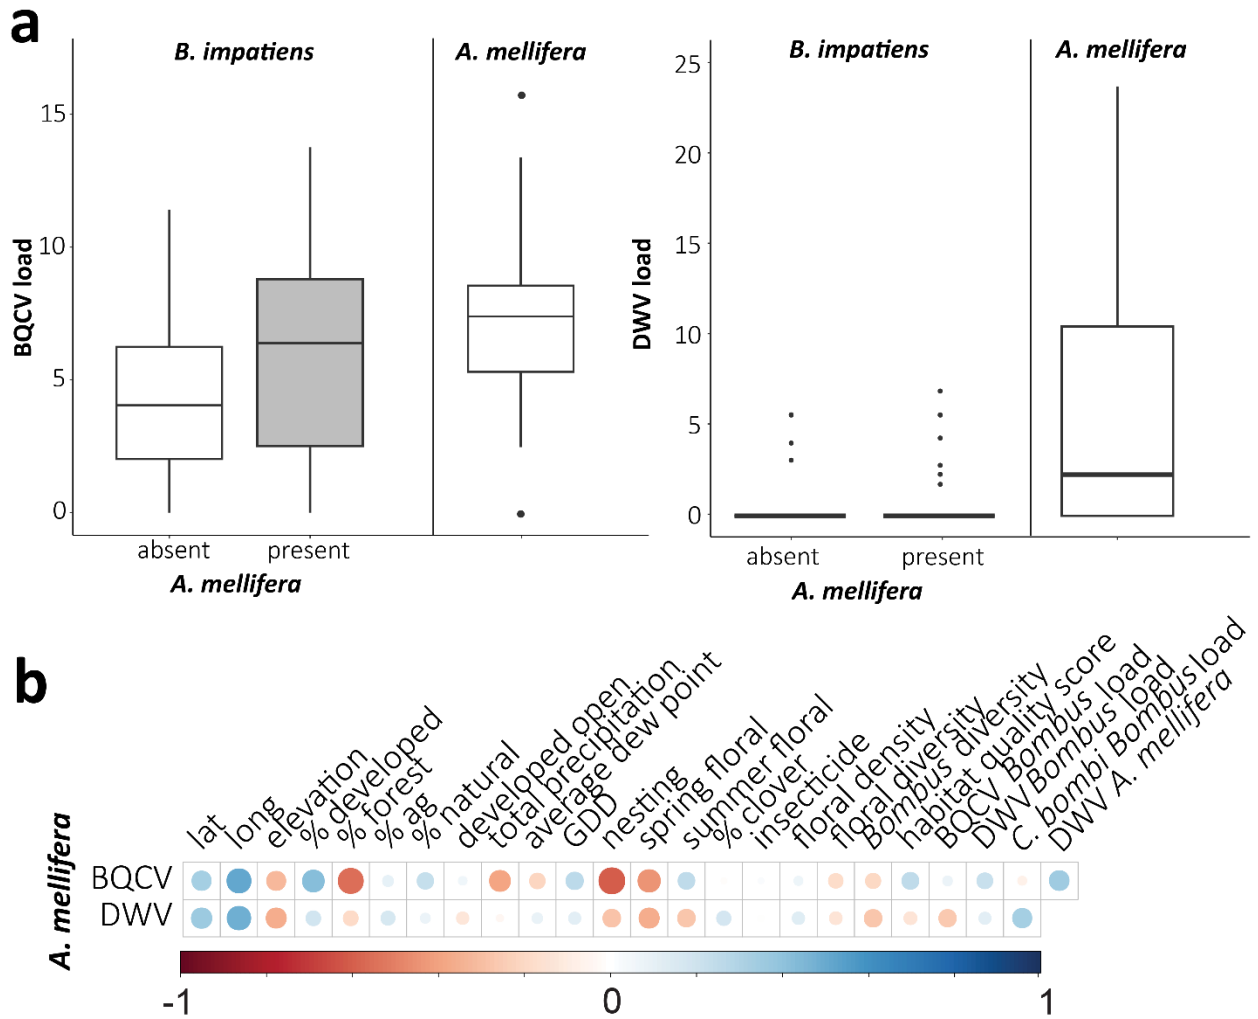 a
B. impatiens
A. mellifera
BQCV load
15
10
5
0
absent
present
A. mellifera
B. impatiens
A. mellifera
DWV load
25
20
15
10
5
0
absent
present
A. mellifera
b
lat
long
elevation
% developed
% forest
% ag
% natural
developed open
total precipitation
average dew point
GDD
nesting
spring floral
summer floral
% clover
insecticide
floral density
floral diversity
Bombus diversity
habitat quality score
BQCV Bombus load
DWV Bombus load
C. bombi Bombus load
DWV A. mellifera
A. mellifera
BQCV
DWV
-1
0
1